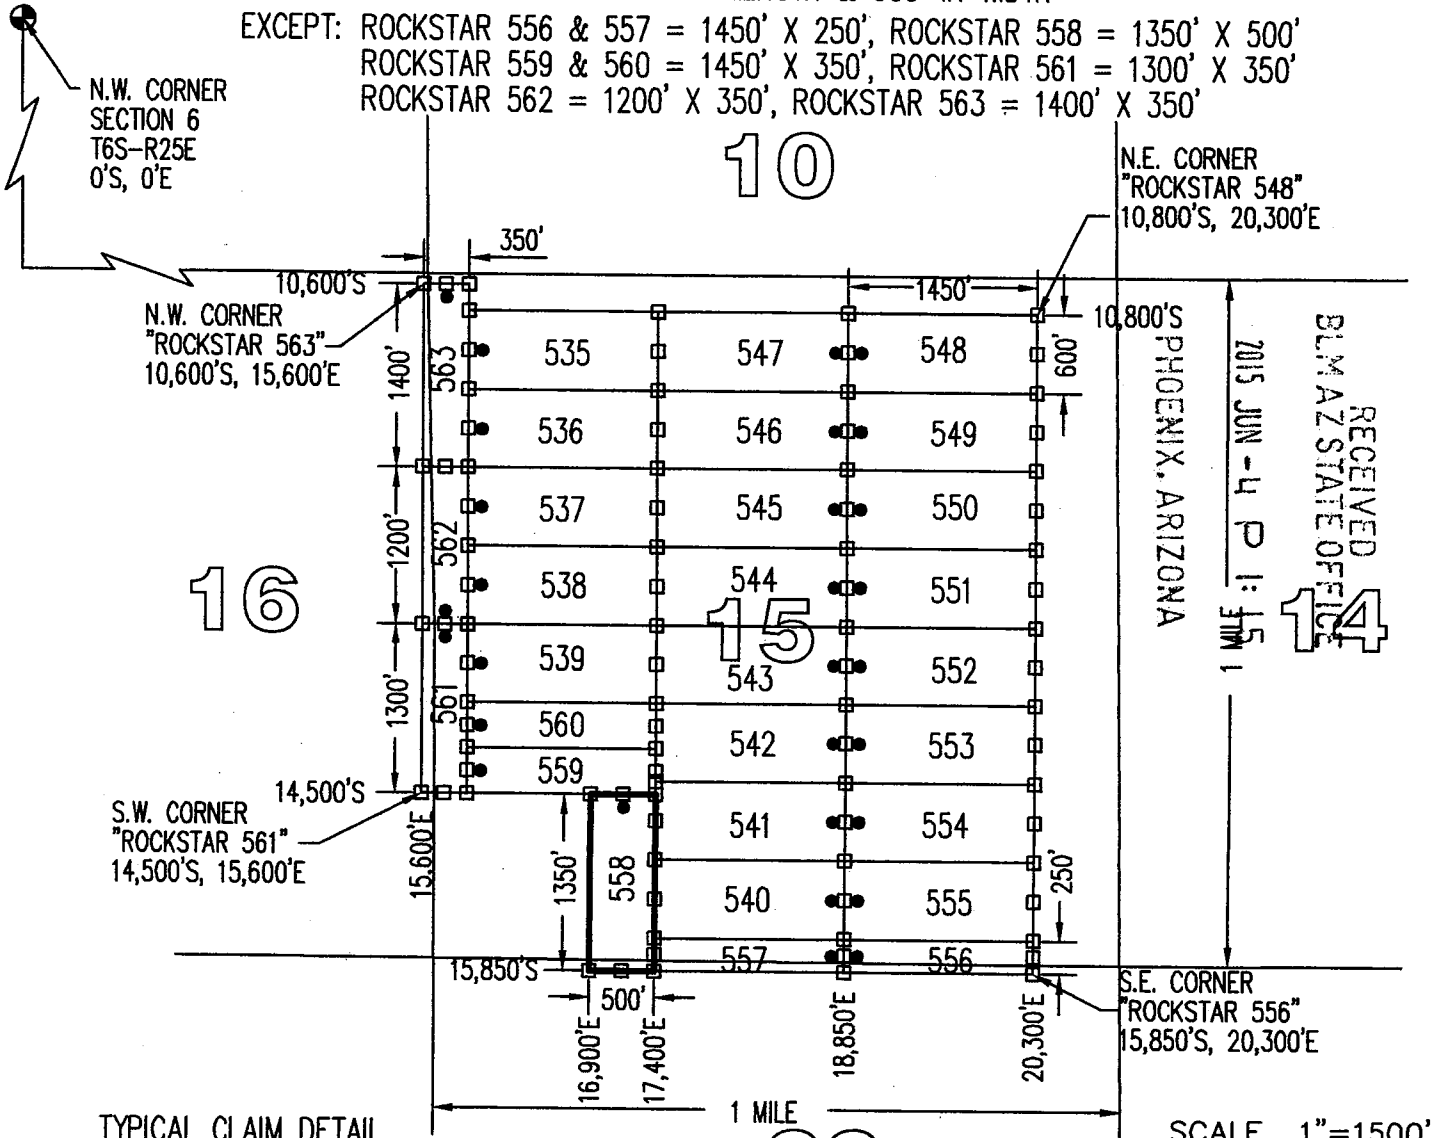 EXCEPT: ROCKSTAR 556 & 557 = 1450' X 250', ROCKSTAR 558 = 1350' X 500'
ROCKSTAR 559 & 560 = 1450' X 350', ROCKSTAR 561 = 1300' X 350'
ROCKSTAR 562 = 1200' X 350', ROCKSTAR 563 = 1400' X 350'
N.W. CORNER
SECTION 6
T6S-R25E
0'S, 0'E
10
N.E. CORNER
"ROCKSTAR 548"
10,800'S, 20,300'E
350'
10,600'S
1450'
10,800'S
N.W. CORNER
"ROCKSTAR 563"
10,600'S, 15,600'E
1400'
563
535
547
548
600'
536
546
549
1200'
562
537
545
550
538
544
551
16
15
14
539
543
552
1300'
561
560
542
553
559
14,500'S
S.W. CORNER
"ROCKSTAR 561"
14,500'S, 15,600'E
15,600'E
541
554
1350'
558
540
555
250'
557
556
15,850'S
500'
16,900'E
17,400'E
18,850'E
20,300'E
S.E. CORNER
"ROCKSTAR 556"
15,850'S, 20,300'E
RECEIVED
BLM AZ STATE OFFICE
2015 JUN -4 P 1:15
PHOENIX, ARIZONA
1 MILE
1 MILE
TYPICAL CLAIM DETAIL
SCALE 1"=1500'